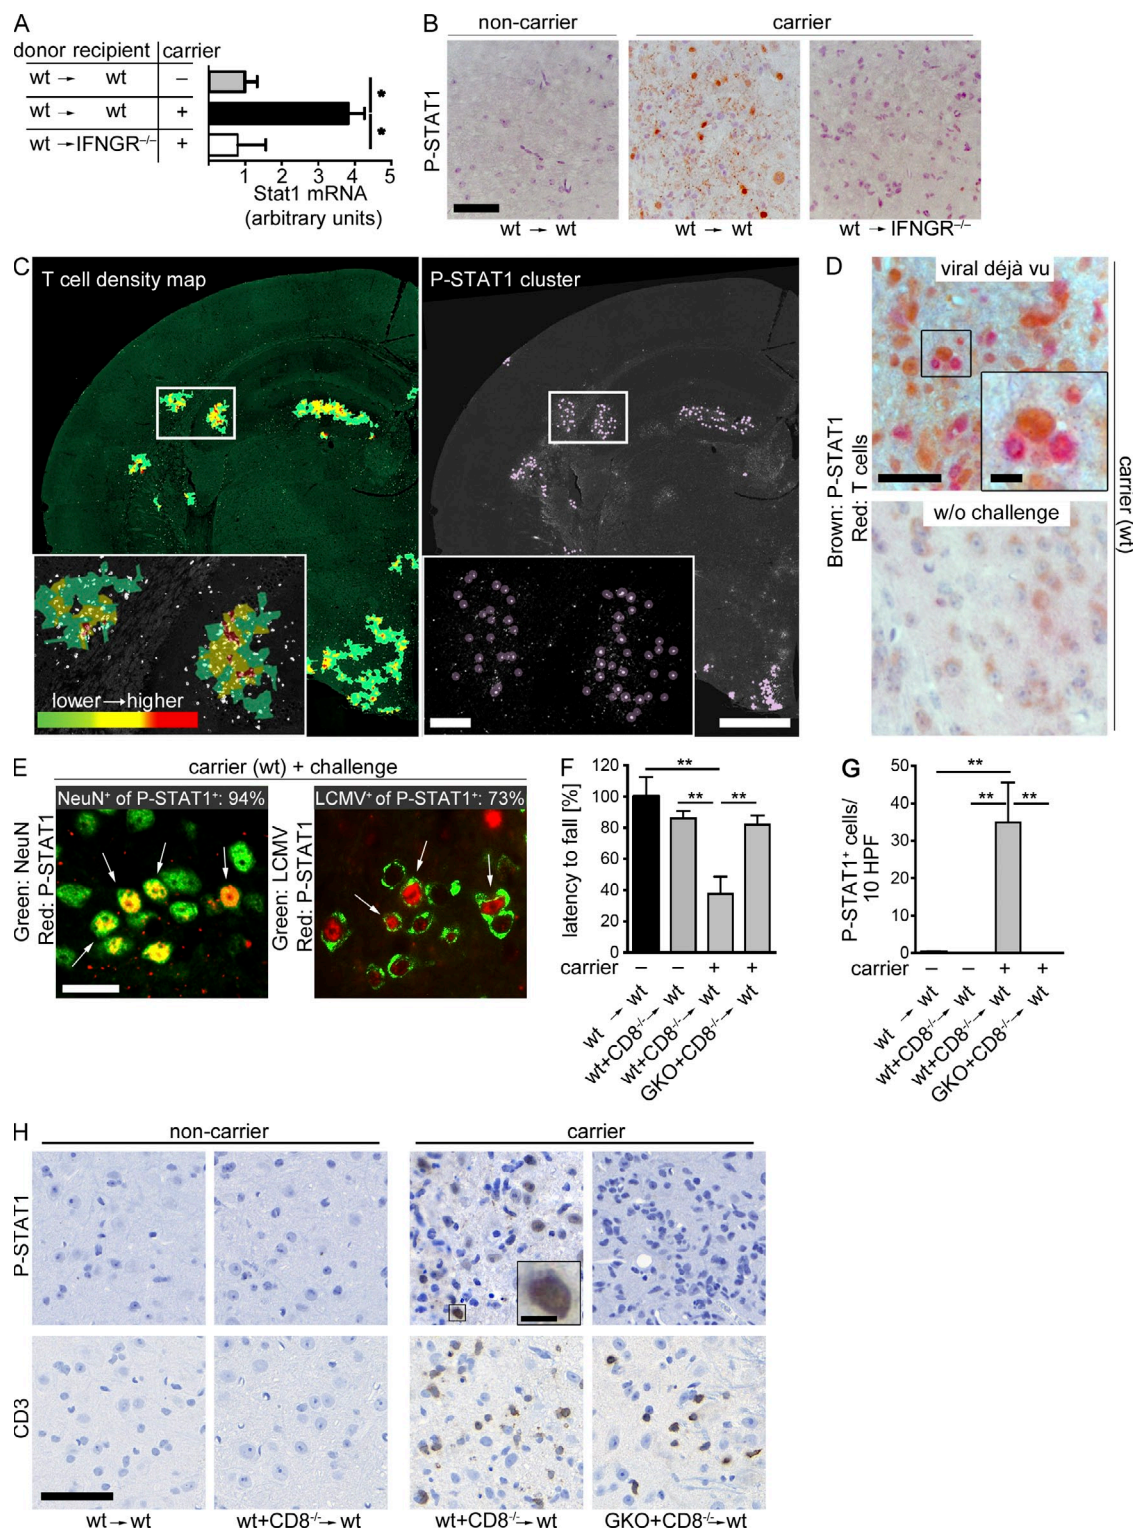 A
donor recipient carrier
wt → wt –
wt → wt +
wt → IFNGR⁻/⁻ +
*
*
1 2 3 4 5
Stat1 mRNA
(arbitrary units)
B
non-carrier carrier
P-STAT1
wt → wt wt → wt wt → IFNGR⁻/⁻
C
T cell density map P-STAT1 cluster
lower→higher
D
viral déjà vu
w/o challenge
Brown: P-STAT1
Red: T cells
carrier (wt)
E
carrier (wt) + challenge
NeuN⁺ of P-STAT1⁺: 94% LCMV⁺ of P-STAT1⁺: 73%
Green: NeuN
Red: P-STAT1
Green: LCMV
Red: P-STAT1
F
latency to fall [%]
120
100
80
60
40
20
0
** ** **
carrier – – + +
wt → wt
wt+CD8⁻/⁻→ wt
wt+CD8⁻/⁻→ wt
GKO+CD8⁻/⁻→ wt
G
P-STAT1⁺ cells/
10 HPF
50
40
30
20
10
0
** ** **
carrier – – + +
wt → wt
wt+CD8⁻/⁻→ wt
wt+CD8⁻/⁻→ wt
GKO+CD8⁻/⁻→ wt
H
non-carrier carrier
P-STAT1
CD3
wt → wt wt+CD8⁻/⁻→ wt wt+CD8⁻/⁻→ wt GKO+CD8⁻/⁻→wt